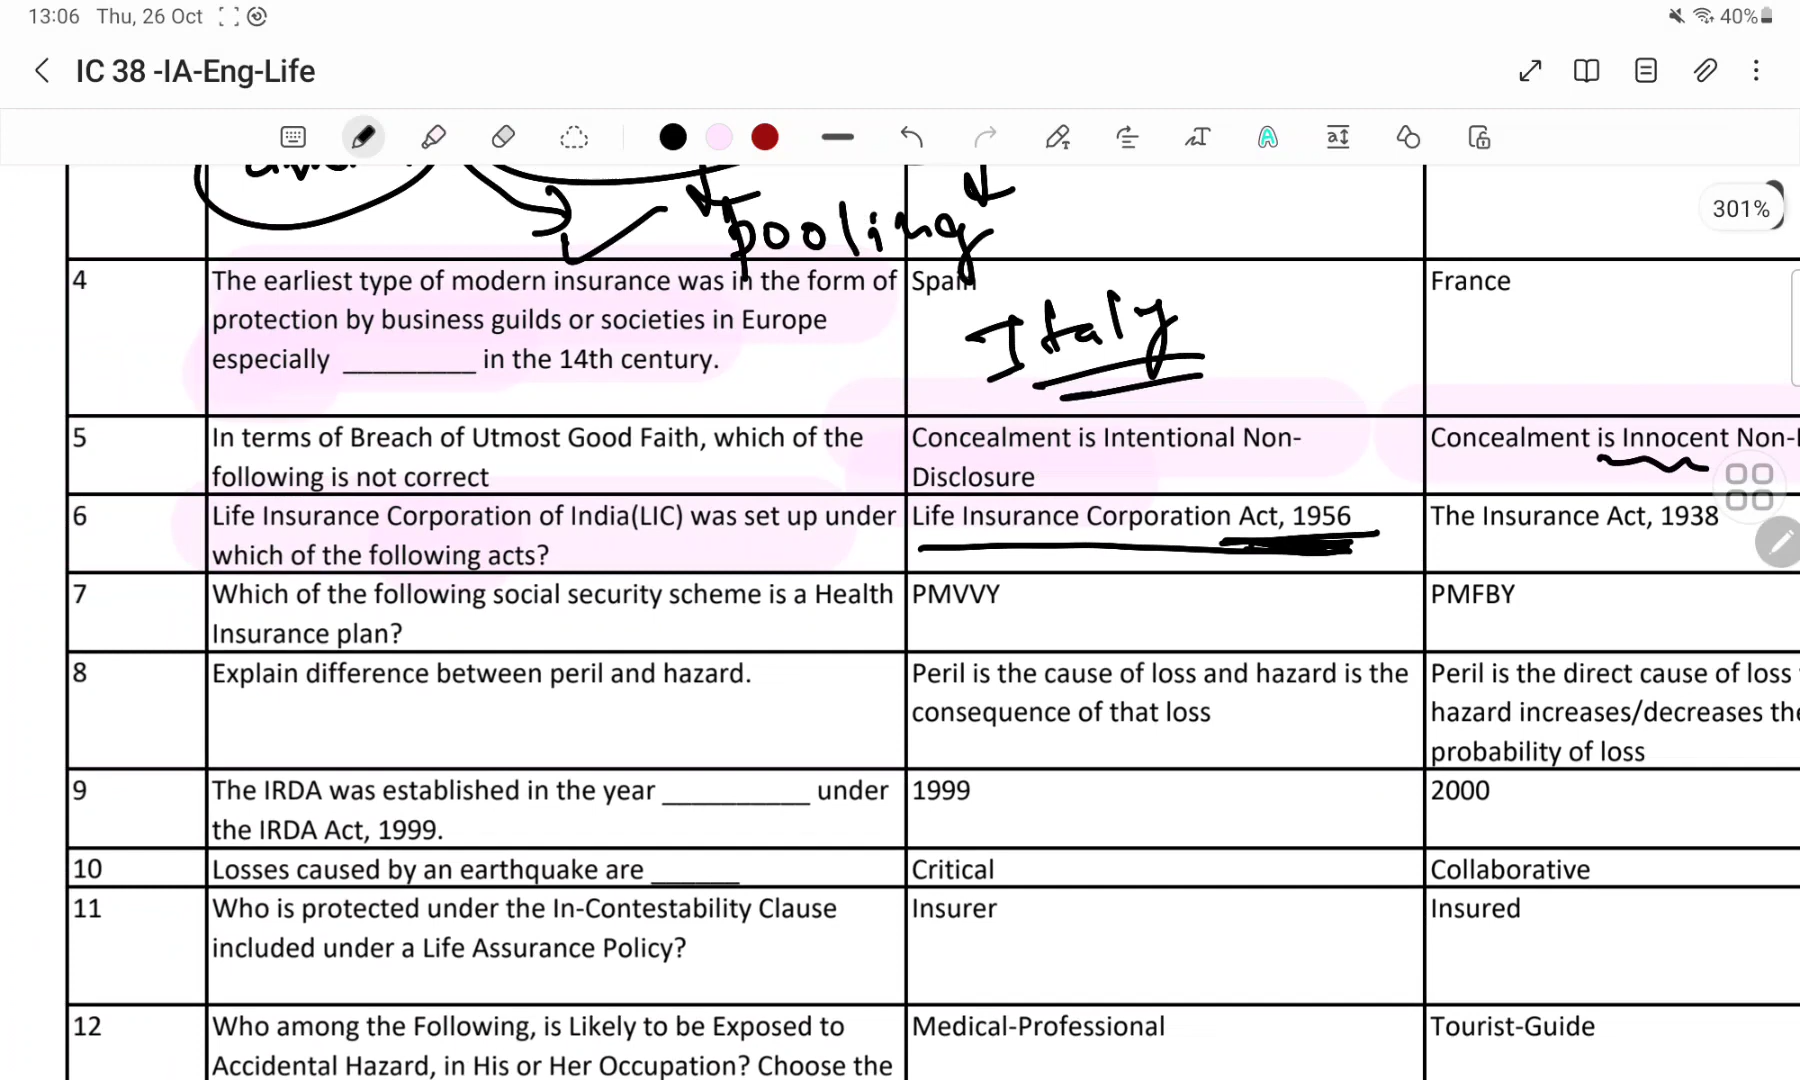 13:06 Thu, 26 Oct
40%
IC 38 -IA-Eng-Life
301%
pooling
4 The earliest type of modern insurance was in the form of Spain France
protection by business guilds or societies in Europe
Italy
especially _________ in the 14th century.
5 In terms of Breach of Utmost Good Faith, which of the Concealment is Intentional Non- Concealment is Innocent Non-
following is not correct Disclosure
6 Life Insurance Corporation of India(LIC) was set up under Life Insurance Corporation Act, 1956 The Insurance Act, 1938
which of the following acts?
7 Which of the following social security scheme is a Health PMVVY PMFBY
Insurance plan?
8 Explain difference between peril and hazard. Peril is the cause of loss and hazard is the Peril is the direct cause of loss
consequence of that loss hazard increases/decreases the
probability of loss
9 The IRDA was established in the year __________ under 1999 2000
the IRDA Act, 1999.
10 Losses caused by an earthquake are ______ Critical Collaborative
11 Who is protected under the In-Contestability Clause Insurer Insured
included under a Life Assurance Policy?
12 Who among the Following, is Likely to be Exposed to Medical-Professional Tourist-Guide
Accidental Hazard, in His or Her Occupation? Choose the